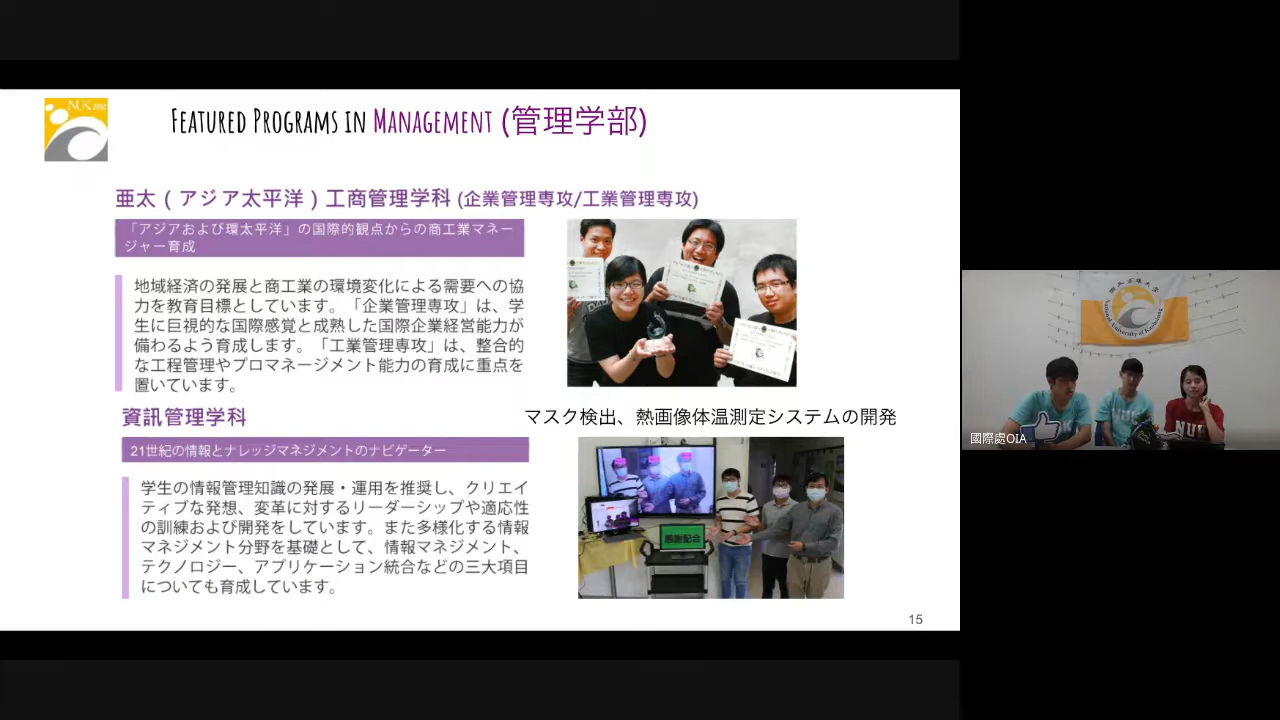 NUK
Featured Programs in Management (管理学部)
亜太 ( アジア太平洋 ) 工商管理学科 (企業管理専攻/工業管理専攻)
「アジアおよび環太平洋」の国際的観点からの商工業マネー
ジャー育成
地域経済の発展と商工業の環境変化による需要への協
力を教育目標としています。「企業管理専攻」は、学
生に巨視的な国際感覚と成熟した国際企業経営能力が
備わるよう育成します。「工業管理専攻」は、整合的
な工程管理やプロマネージメント能力の育成に重点を
置いています。
資訊管理学科
マスク検出、熱画像体温測定システムの開発
21世紀の情報とナレッジマネジメントのナビゲーター
学生の情報管理知識の発展・運用を推奨し、クリエイ
ティブな発想、変革に対するリーダーシップや適応性
の訓練および開発をしています。また多様化する情報
マネジメント分野を基礎として、情報マネジメント、
テクノロジー、アプリケーション統合などの三大項目
についても育成しています。
感謝配合
15
國立高雄大學
National University of Kaohsiung
NUK
NUK
國際處OIA